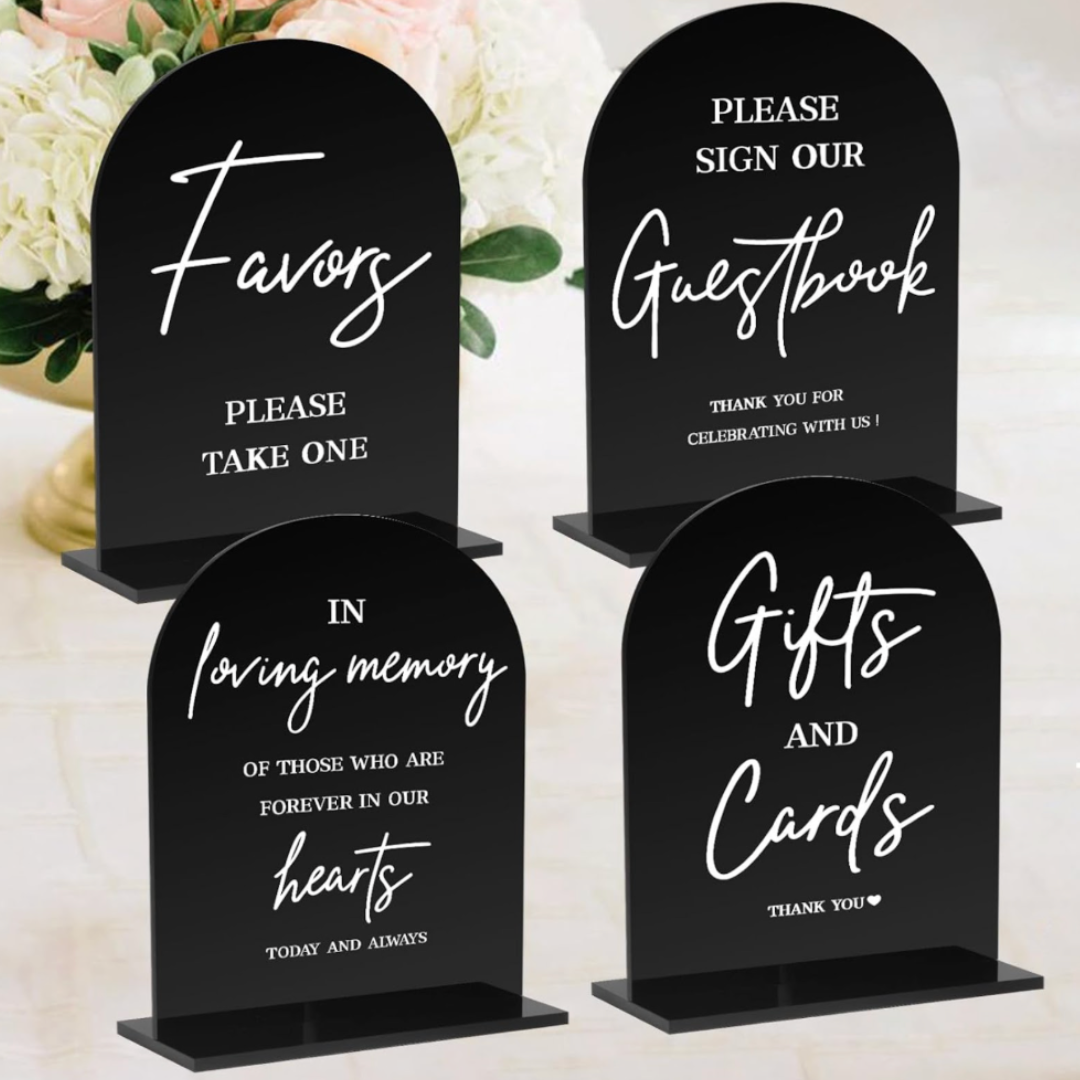 Favors
PLEASE
TAKE ONE
PLEASE
SIGN OUR
Guestbook
THANK YOU FOR
CELEBRATING WITH US !
IN
loving memory
OF THOSE WHO ARE
FOREVER IN OUR
hearts
TODAY AND ALWAYS
Gifts
AND
Cards
THANK YOU❤